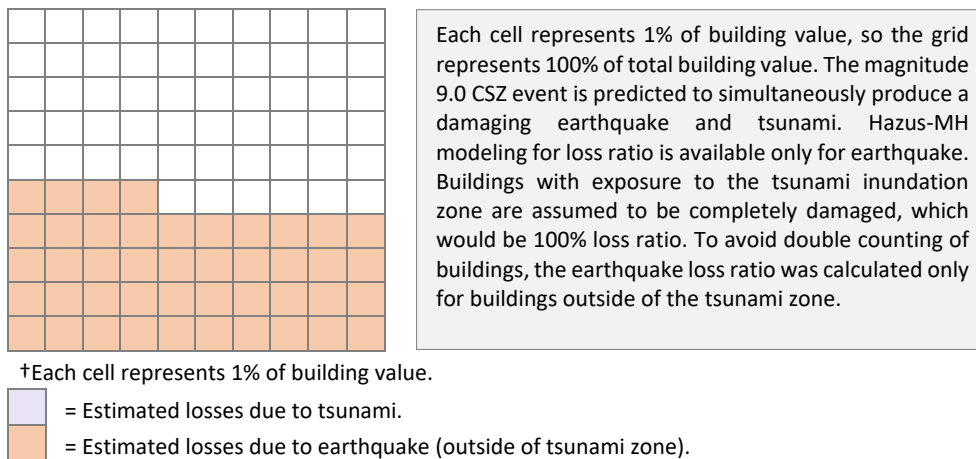 Each cell represents 1% of building value, so the grid
represents 100% of total building value. The magnitude
9.0 CSZ event is predicted to simultaneously produce a
damaging earthquake and tsunami. Hazus-MH
modeling for loss ratio is available only for earthquake.
Buildings with exposure to the tsunami inundation
zone are assumed to be completely damaged, which
would be 100% loss ratio. To avoid double counting of
buildings, the earthquake loss ratio was calculated only
for buildings outside of the tsunami zone.
†Each cell represents 1% of building value.
= Estimated losses due to tsunami.
= Estimated losses due to earthquake (outside of tsunami zone).